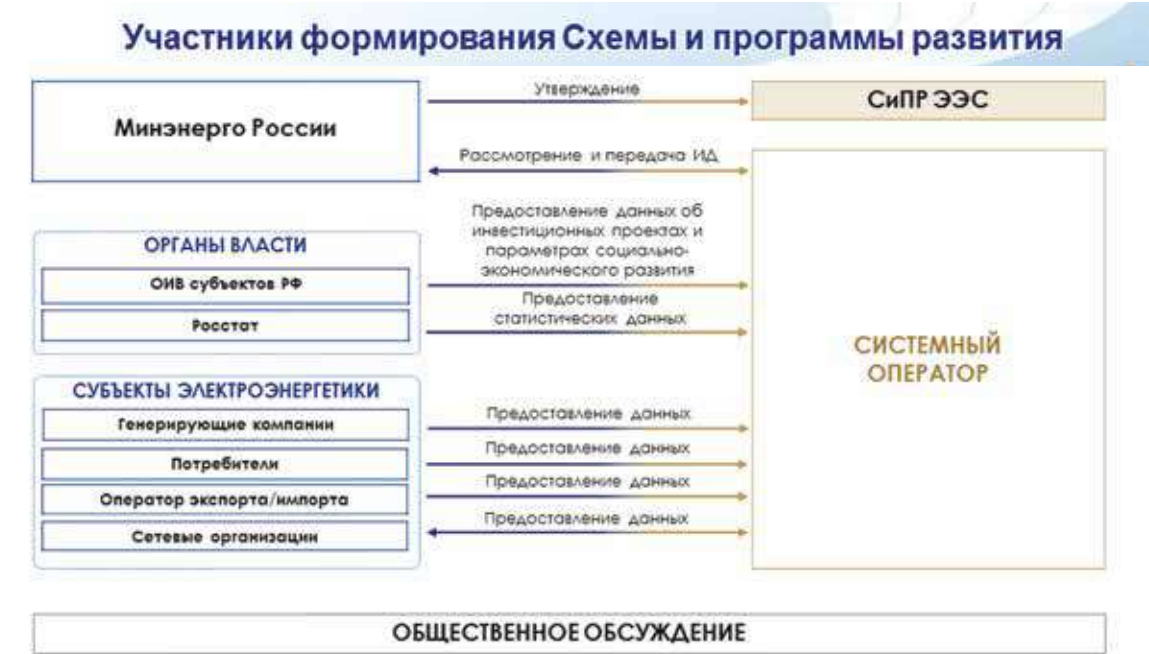 Участники формирования Схемы и программы развития
Минэнерго России
Утверждение
СиПР ЭЭС
Рассмотрение и передача ИД
ОРГАНЫ ВЛАСТИ
ОИВ субъектов РФ
Росстат
Предоставление данных об
инвестиционных проектах и
параметрах социально-
экономического развития
Предоставление
статистических данных
СИСТЕМНЫЙ
ОПЕРАТОР
СУБЪЕКТЫ ЭЛЕКТРОЭНЕРГЕТИКИ
Генерирующие компании
Предоставление данных
Потребители
Предоставление данных
Оператор экспорта/импорта
Предоставление данных
Сетевые организации
Предоставление данных
ОБЩЕСТВЕННОЕ ОБСУЖДЕНИЕ